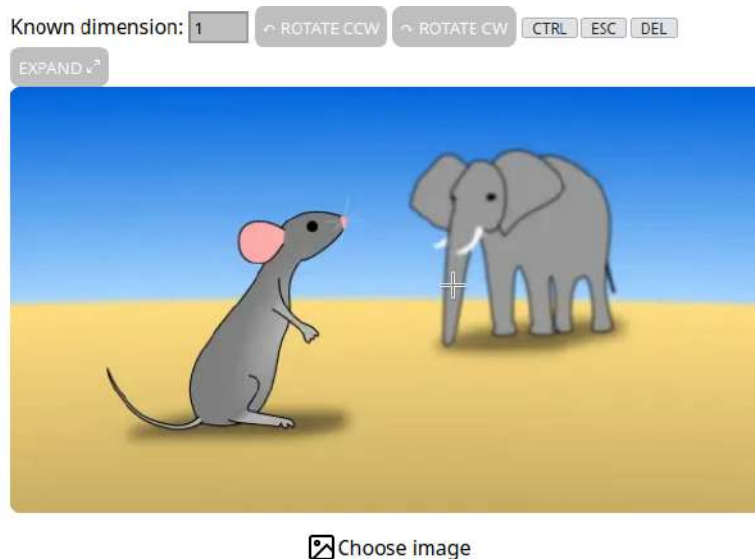 Known dimension: 1 ROTATE CCW ROTATE CW CTRL ESC DEL
EXPAND
Choose image